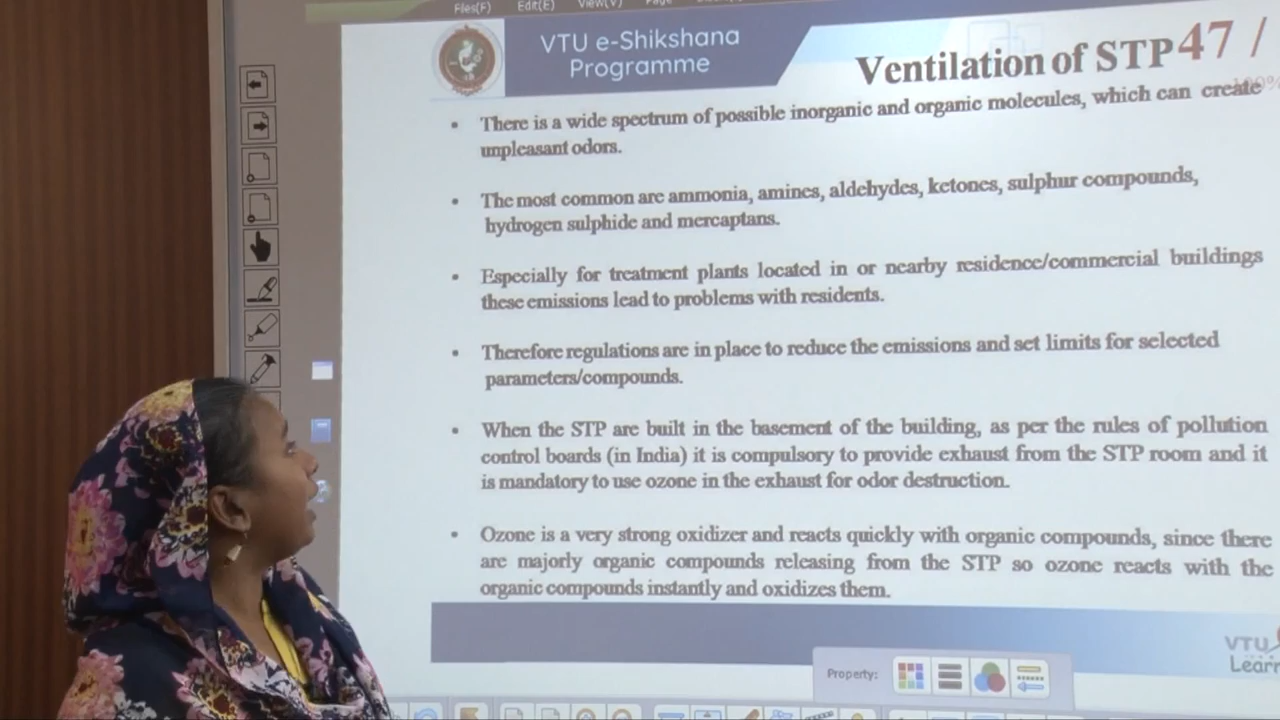 Files(F) Edit(E) View(V) Page
VTU e-Shikshana
Programme
Ventilation of STP 47 /
100%
• There is a wide spectrum of possible inorganic and organic molecules, which can create
unpleasant odors.
• The most common are ammonia, amines, aldehydes, ketones, sulphur compounds,
hydrogen sulphide and mercaptans.
• Especially for treatment plants located in or nearby residence/commercial buildings
these emissions lead to problems with residents.
• Therefore regulations are in place to reduce the emissions and set limits for selected
parameters/compounds.
• When the STP are built in the basement of the building, as per the rules of pollution
control boards (in India) it is compulsory to provide exhaust from the STP room and it
is mandatory to use ozone in the exhaust for odor destruction.
• Ozone is a very strong oxidizer and reacts quickly with organic compounds, since there
are majorly organic compounds releasing from the STP so ozone reacts with the
organic compounds instantly and oxidizes them.
VTU
Learn
Property: